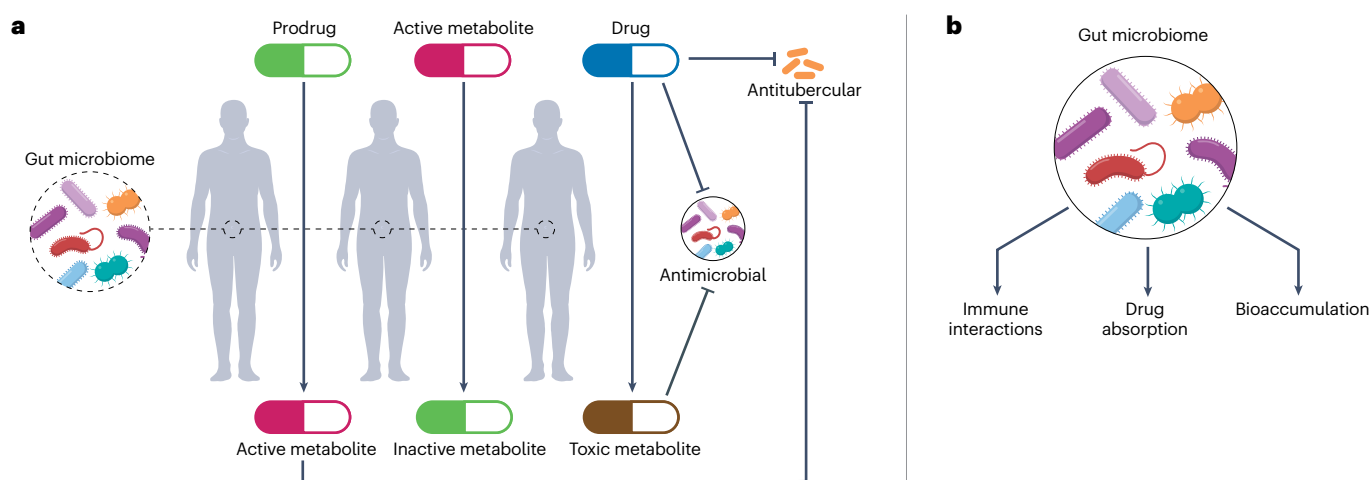 a
Prodrug
Active metabolite
Drug
Antitubercular
Gut microbiome
Antimicrobial
Active metabolite
Inactive metabolite
Toxic metabolite
b
Gut microbiome
Immune
interactions
Drug
absorption
Bioaccumulation